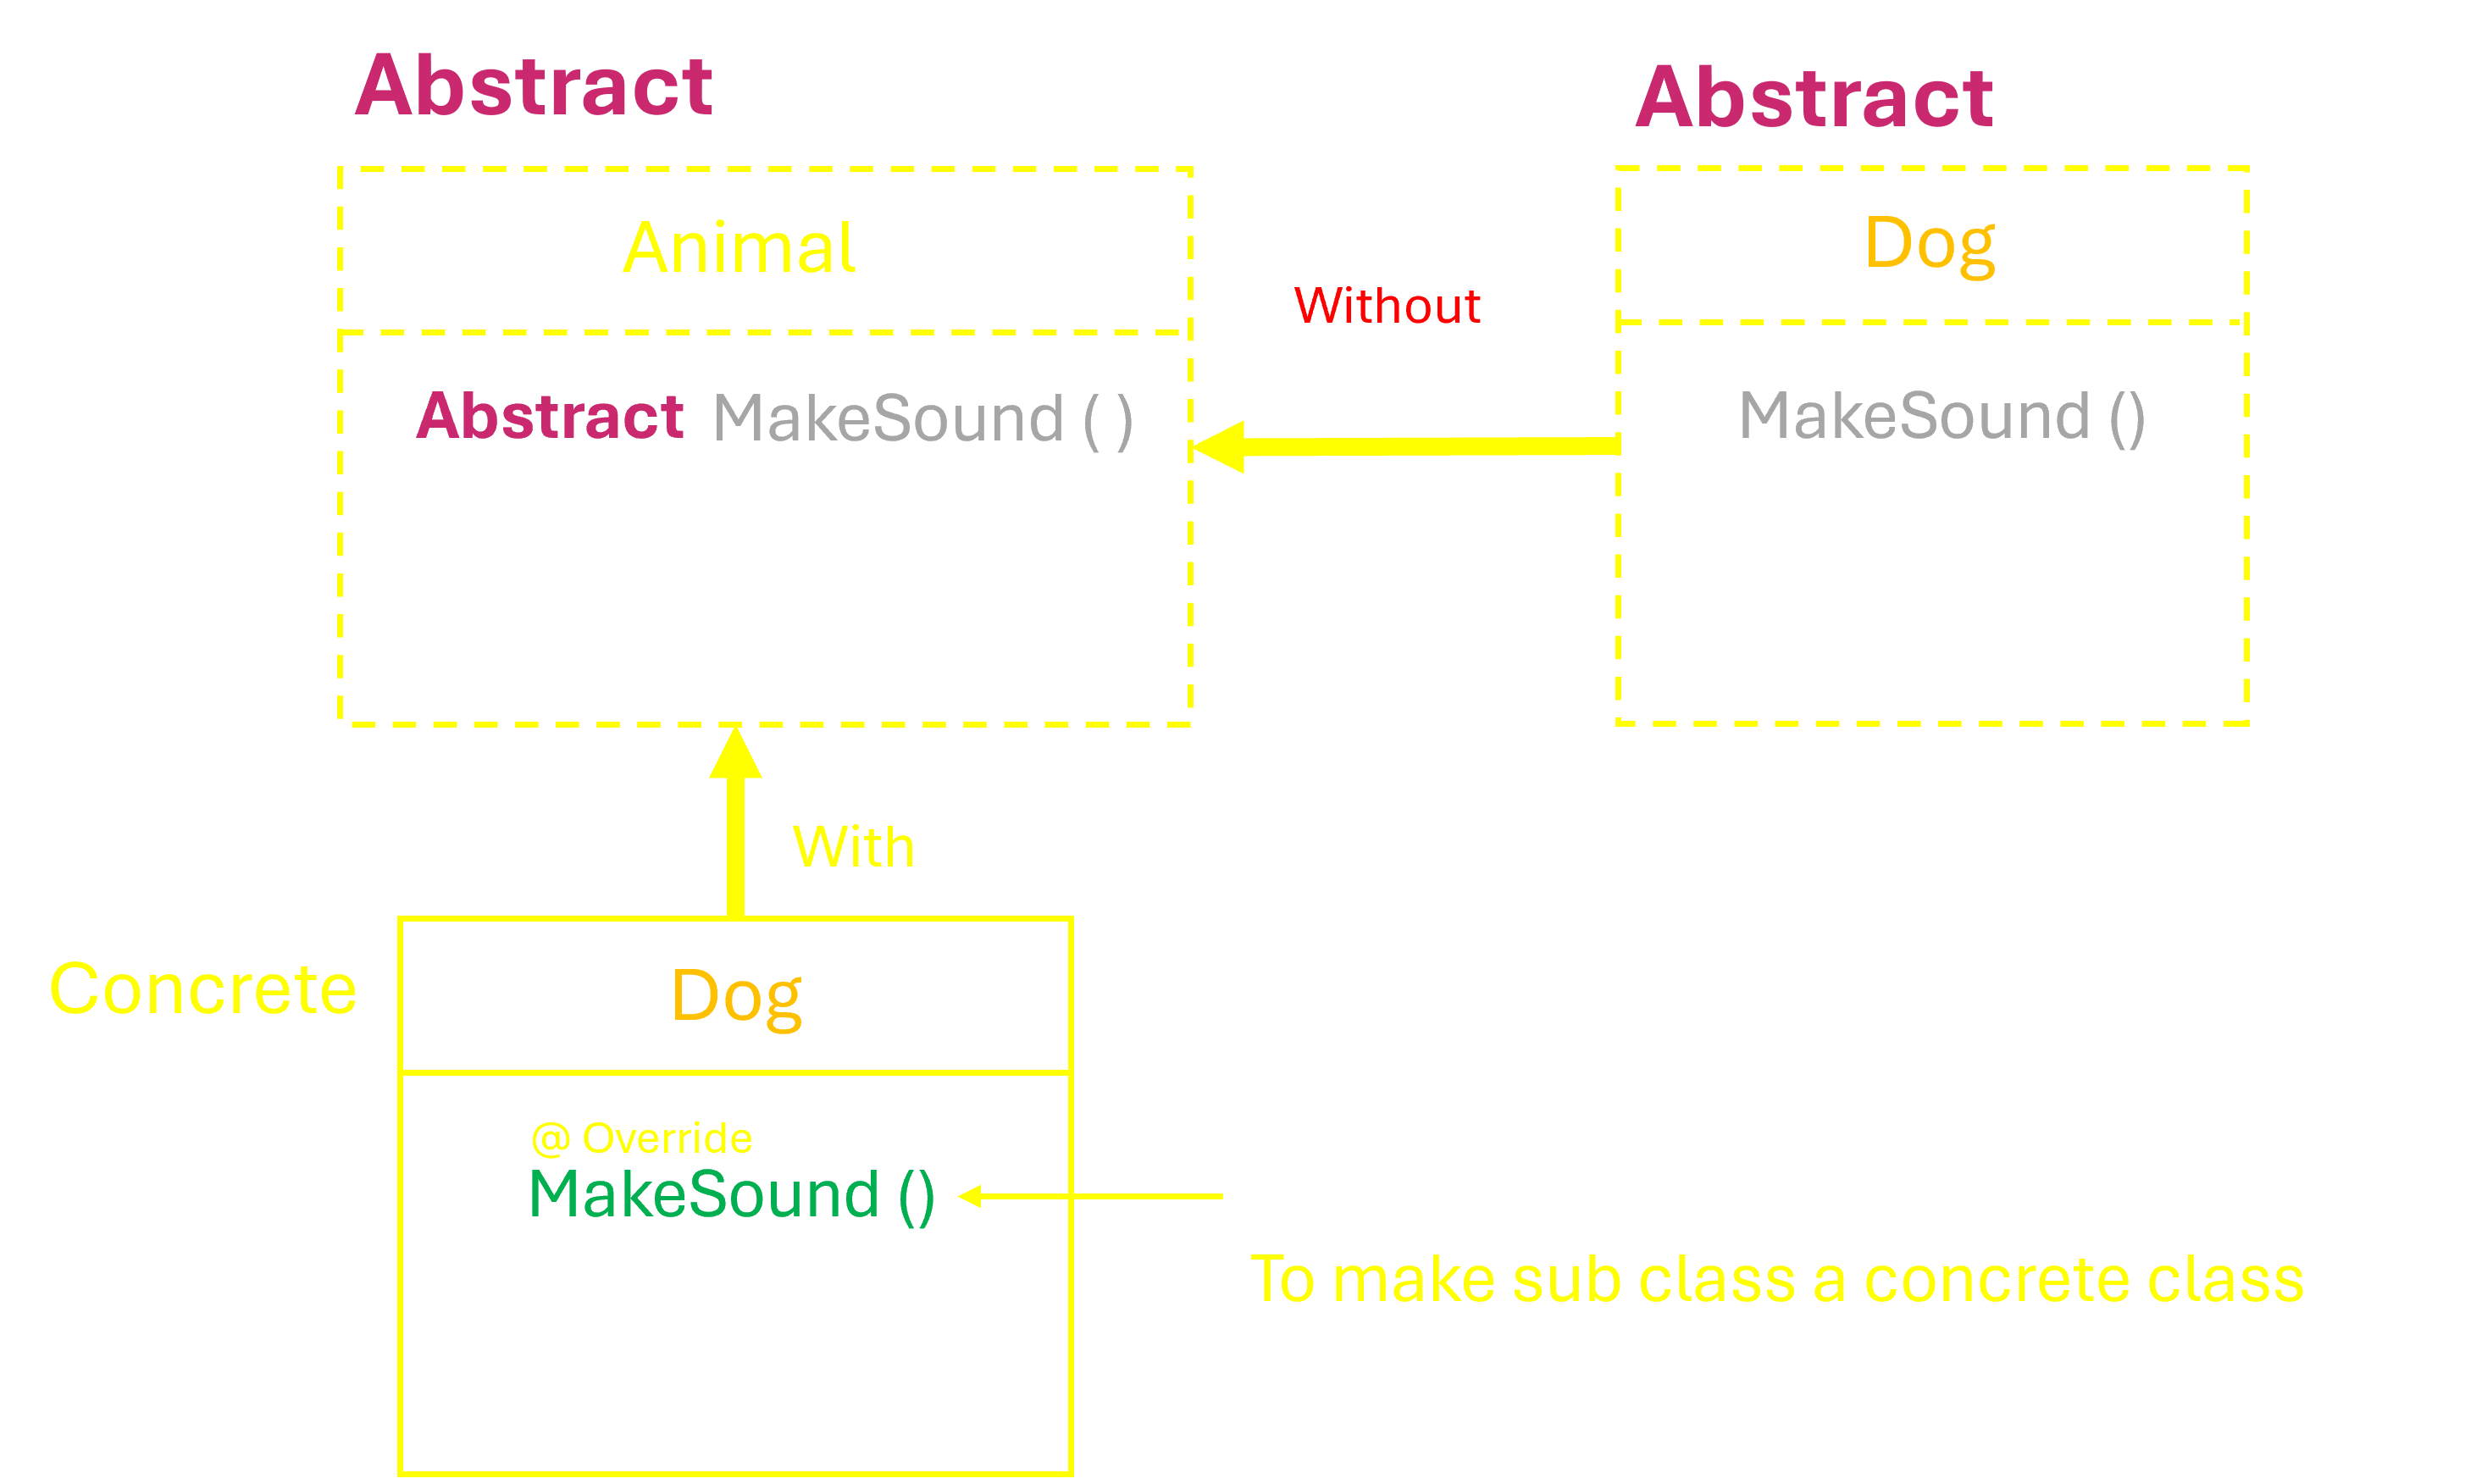 Abstract
Abstract
Animal
Dog
Without
Abstract MakeSound ( )
MakeSound ()
With
Concrete
Dog
@ Override
MakeSound ()
To make sub class a concrete class